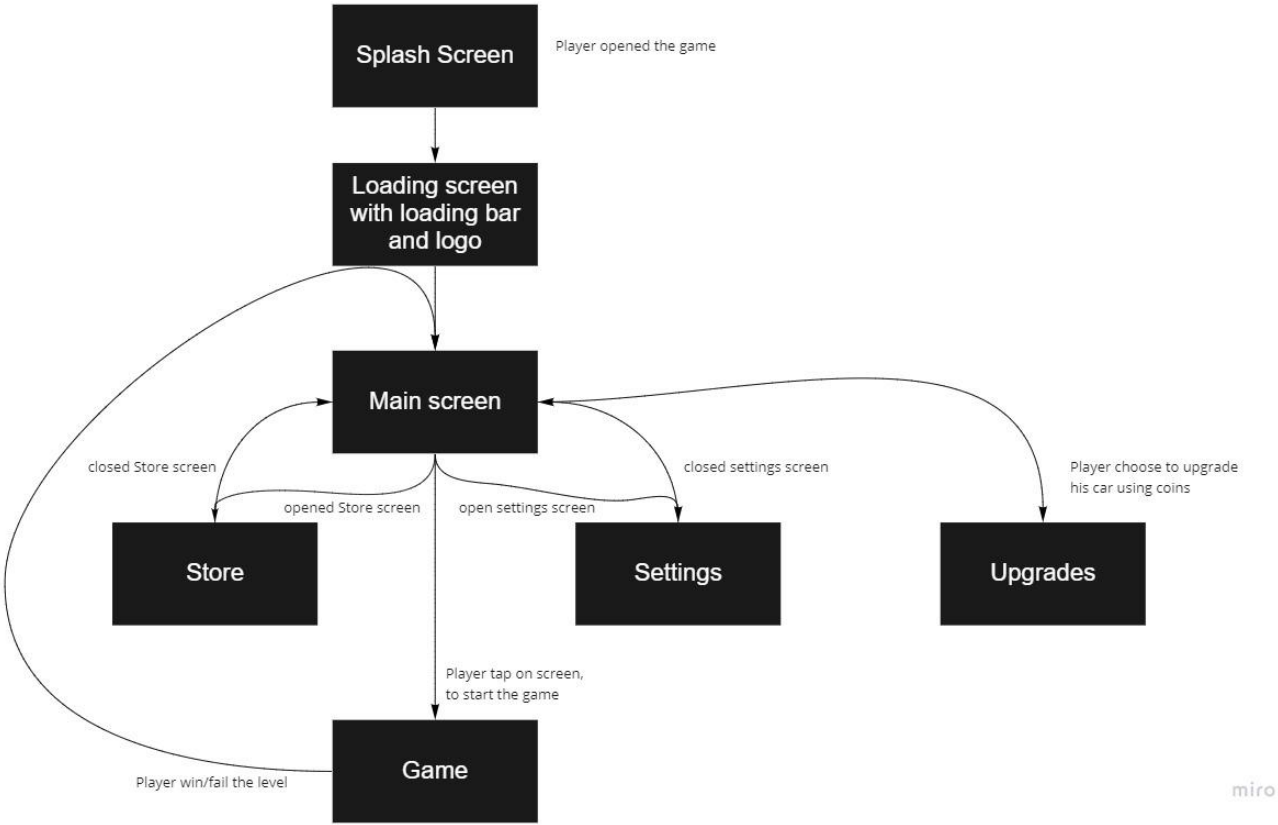 Splash Screen
Player opened the game
Loading screen
with loading bar
and logo
Main screen
closed Store screen
closed settings screen
Player choose to upgrade
his car using coins
opened Store screen
open settings screen
Store
Settings
Upgrades
Player tap on screen,
to start the game
Game
Player win/fail the level
miro